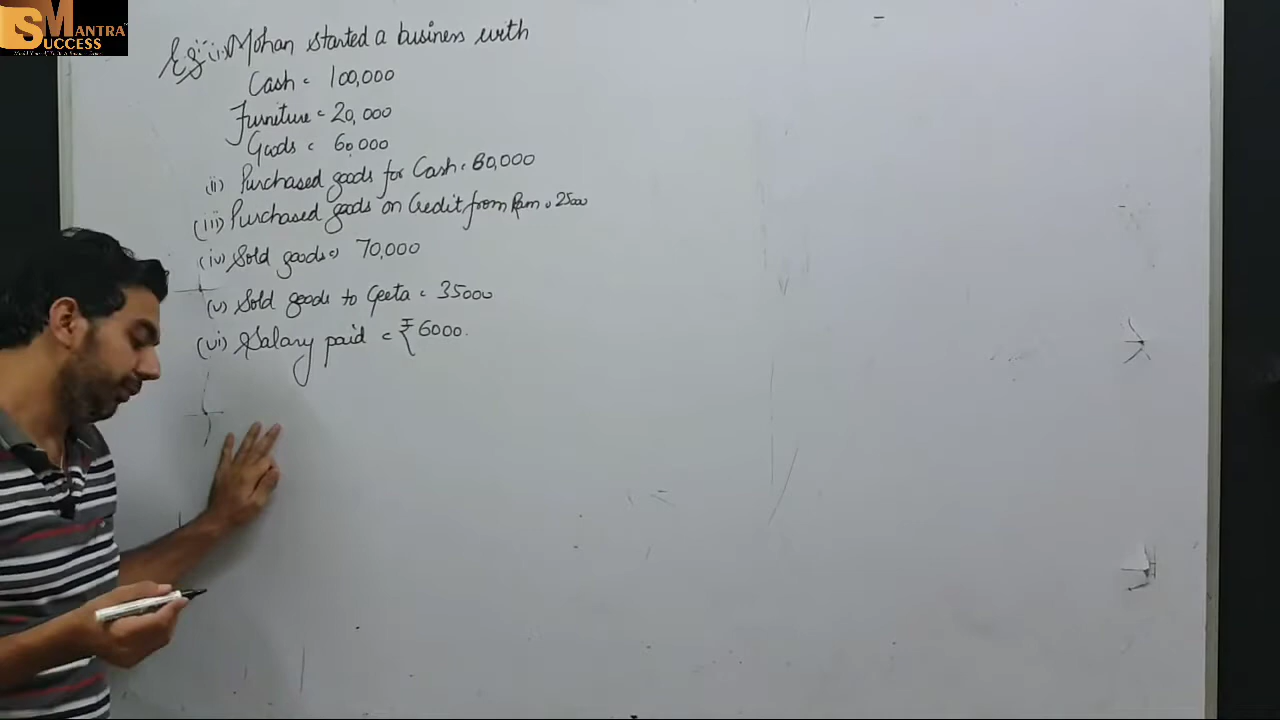 SUCCESS MANTRA
Eg:- (i) Mohan started a business with
Cash = 100,000
Furniture = 20,000
Goods = 60,000
(ii) Purchased goods for Cash = 80,000
(iii) Purchased goods on Credit from Ram = 25000
(iv) Sold goods = 70,000
(v) Sold goods to Geeta = 35000
(vi) Salary paid = ₹6000.